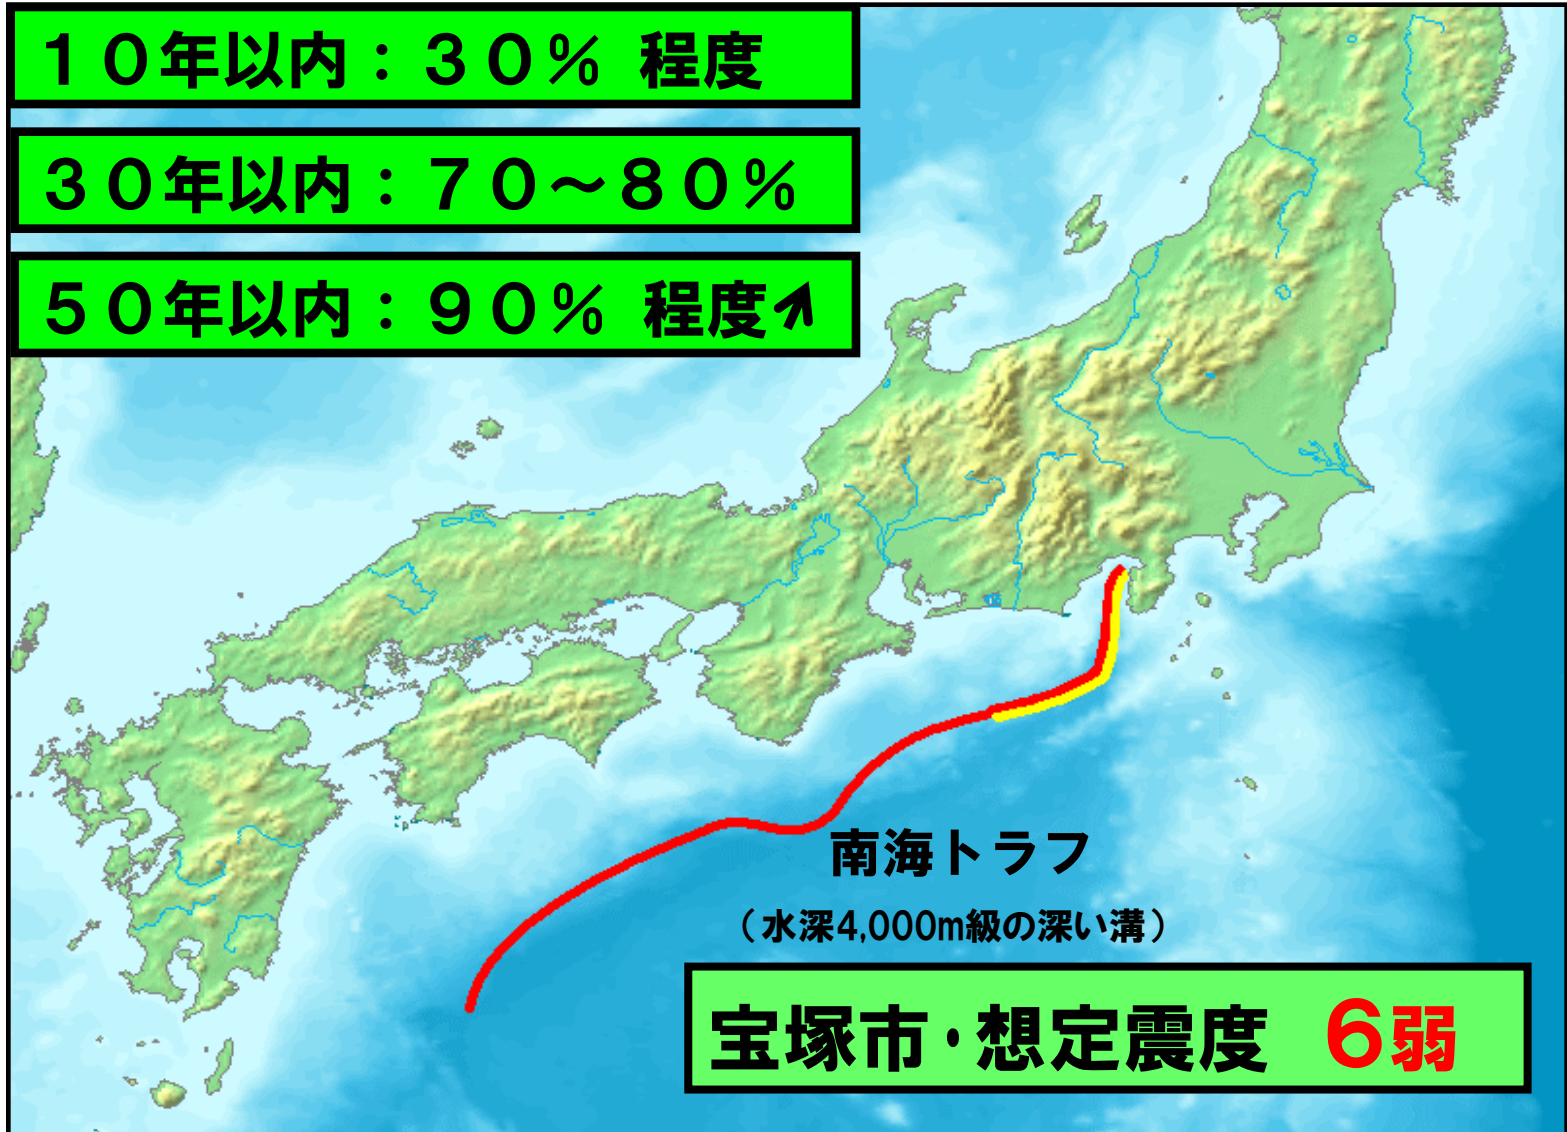 １０年以内：３０％ 程度
３０年以内：７０～８０％
５０年以内：９０％ 程度↗
南海トラフ
（水深4,000m級の深い溝）
宝塚市・想定震度 ６弱